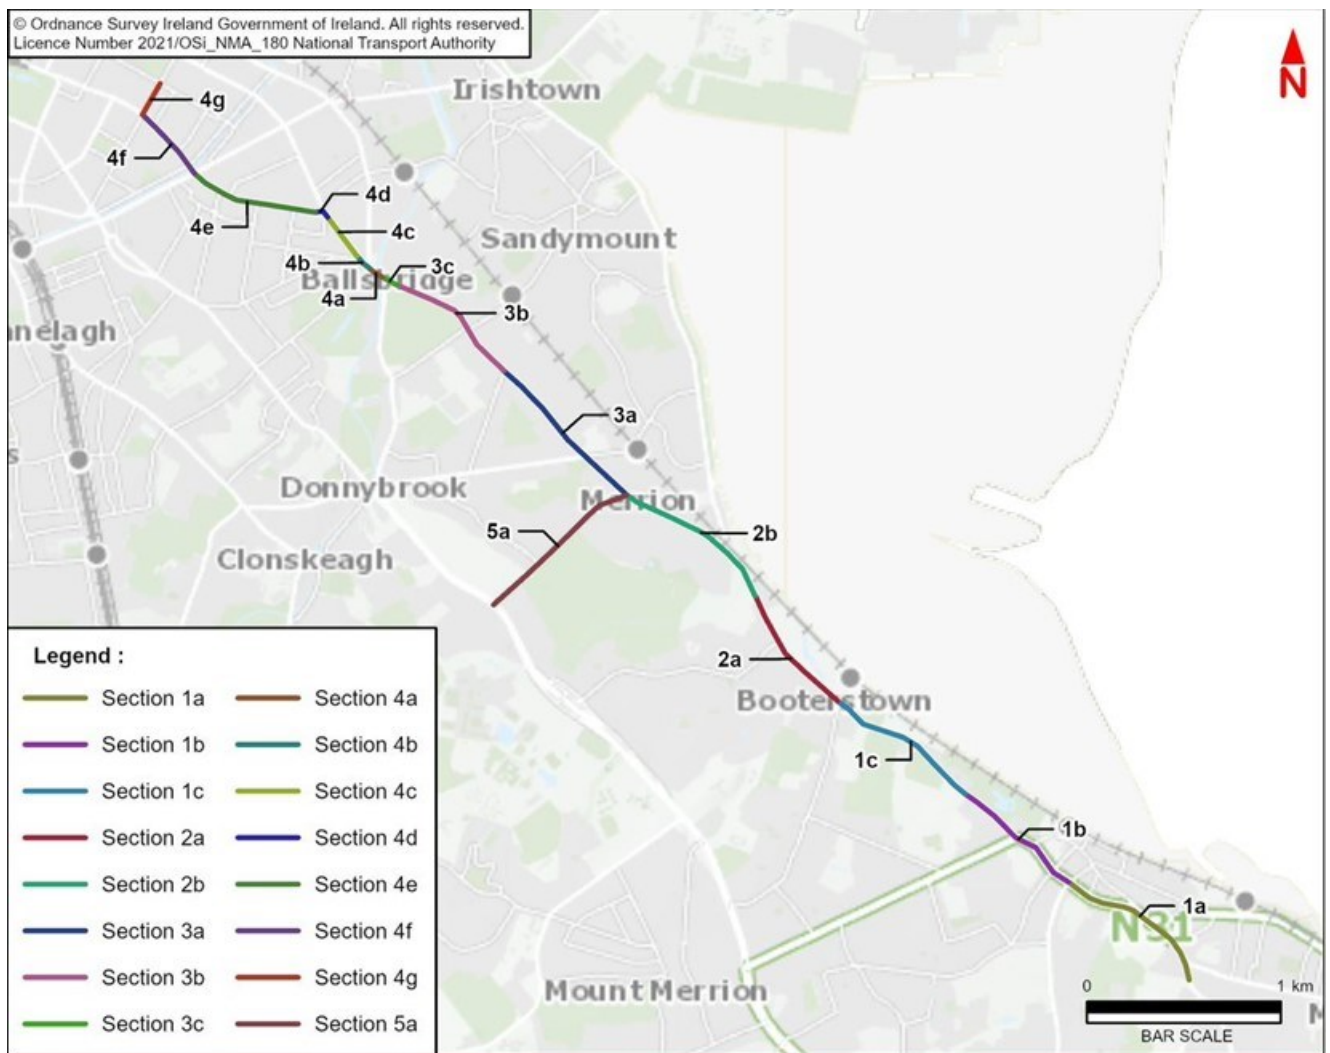 © Ordnance Survey Ireland Government of Ireland. All rights reserved.
Licence Number 2021/OSi_NMA_180 National Transport Authority
N
Irishtown
4g
4f
4d
4e
4c
Sandymount
4b
3c
Ballsbridge
4a
3b
nelagh
3a
Donnybrook
Merrion
5a
2b
Clonskeagh
2a
Booterstown
1c
1b
1a
N31
Mount Merrion
Legend :
Section 1a
Section 4a
Section 1b
Section 4b
Section 1c
Section 4c
Section 2a
Section 4d
Section 2b
Section 4e
Section 3a
Section 4f
Section 3b
Section 4g
Section 3c
Section 5a
0 1 km
BAR SCALE